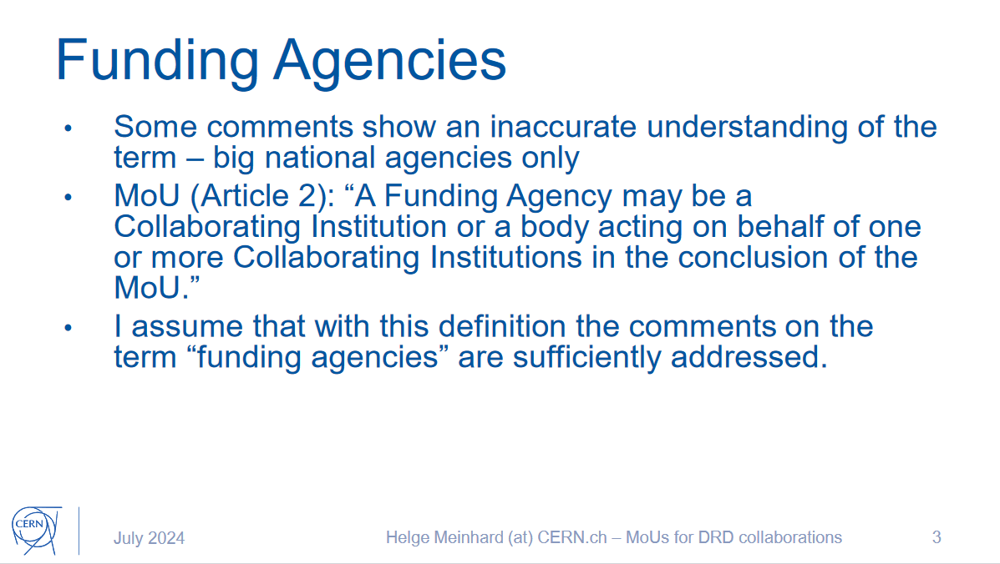 Funding Agencies
• Some comments show an inaccurate understanding of the
term – big national agencies only
• MoU (Article 2): “A Funding Agency may be a
Collaborating Institution or a body acting on behalf of one
or more Collaborating Institutions in the conclusion of the
MoU.”
• I assume that with this definition the comments on the
term “funding agencies” are sufficiently addressed.
CERN
July 2024
Helge Meinhard (at) CERN.ch – MoUs for DRD collaborations
3